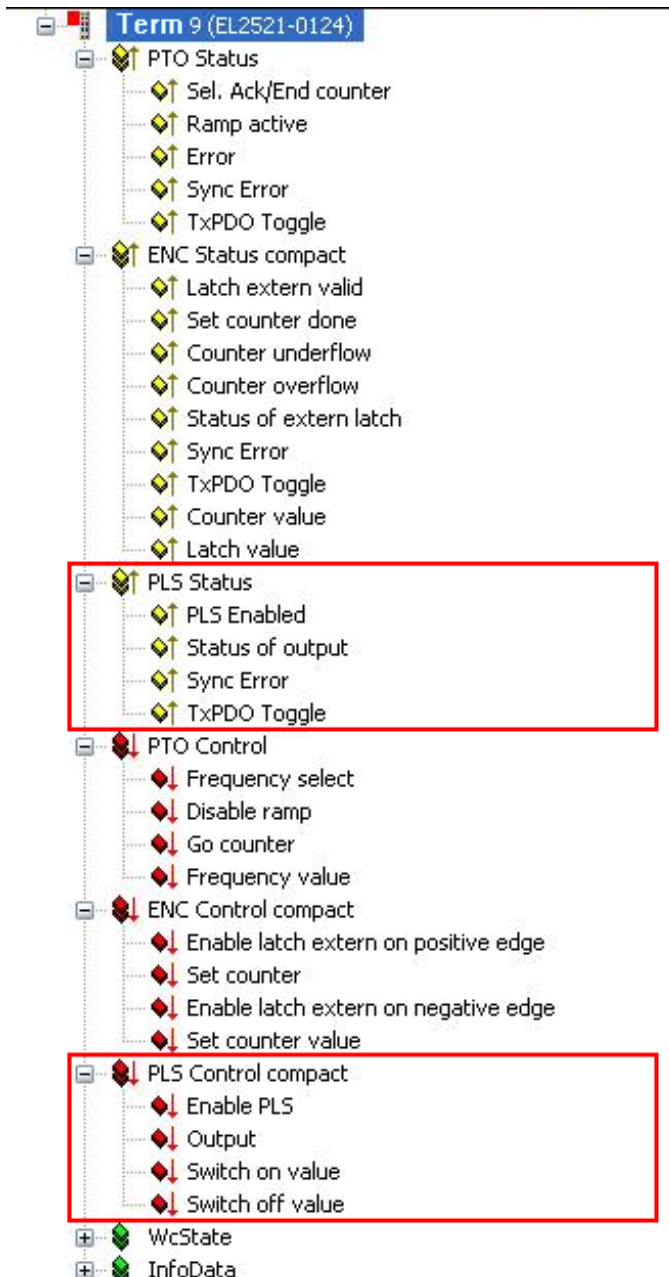 Term 9 (EL2521-0124)
PTO Status
Sel. Ack/End counter
Ramp active
Error
Sync Error
TxPDO Toggle
ENC Status compact
Latch extern valid
Set counter done
Counter underflow
Counter overflow
Status of extern latch
Sync Error
TxPDO Toggle
Counter value
Latch value
PLS Status
PLS Enabled
Status of output
Sync Error
TxPDO Toggle
PTO Control
Frequency select
Disable ramp
Go counter
Frequency value
ENC Control compact
Enable latch extern on positive edge
Set counter
Enable latch extern on negative edge
Set counter value
PLS Control compact
Enable PLS
Output
Switch on value
Switch off value
WcState
InfoData